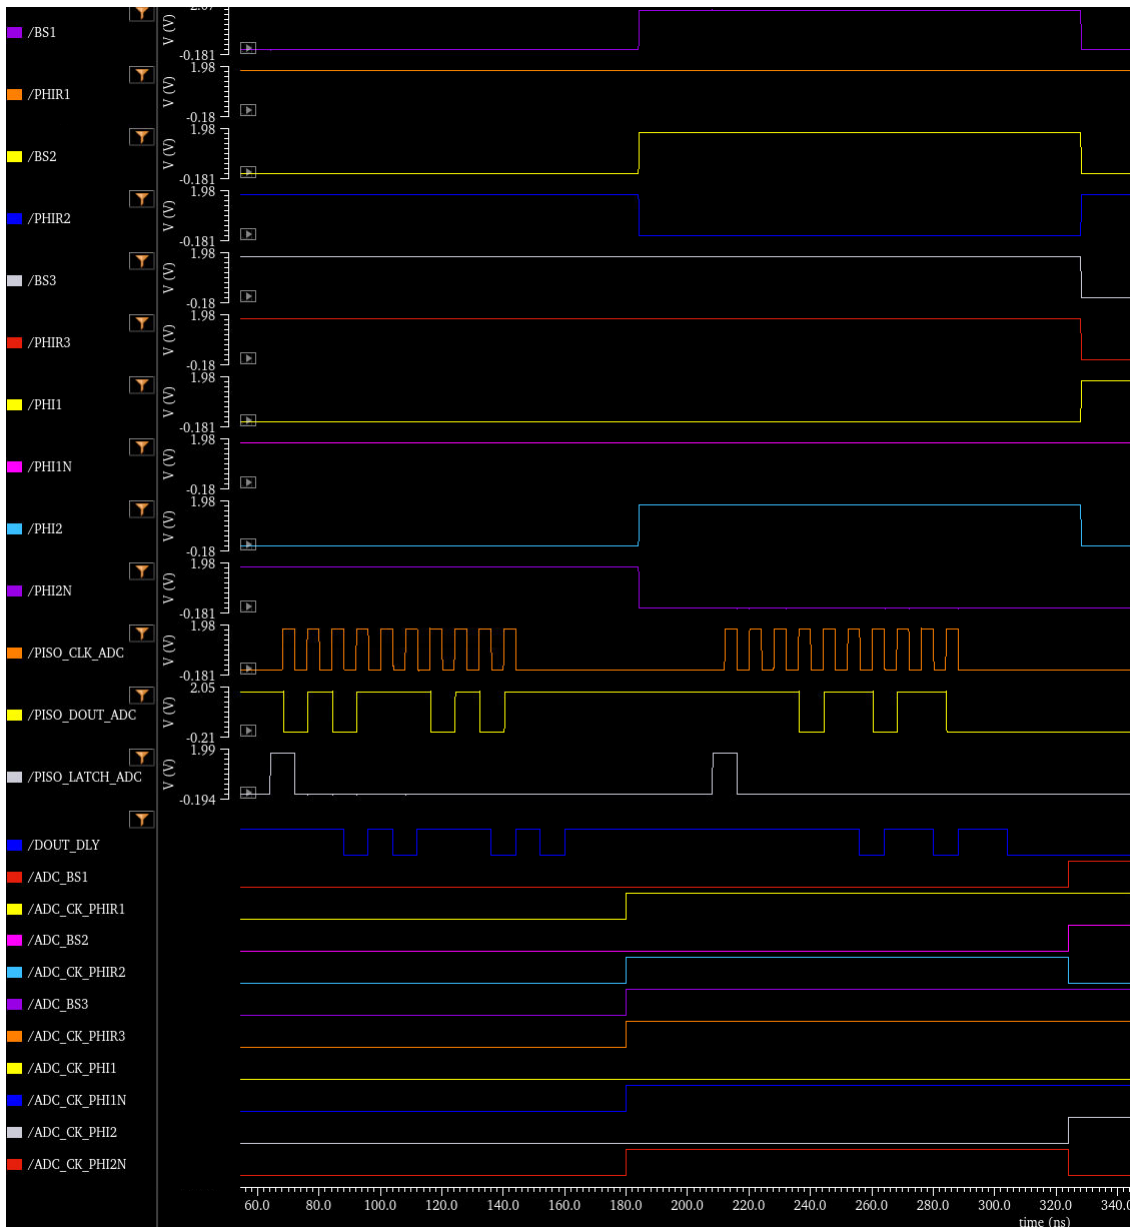 2.07
/BS1
V (V)
-0.181
1.98
/PHIR1
V (V)
-0.18
1.98
/BS2
V (V)
-0.181
1.98
/PHIR2
V (V)
-0.181
1.98
/BS3
V (V)
-0.18
1.98
/PHIR3
V (V)
-0.18
1.98
/PHI1
V (V)
-0.181
1.98
/PHI1N
V (V)
-0.18
1.98
/PHI2
V (V)
-0.18
1.98
/PHI2N
V (V)
-0.181
1.98
/PISO_CLK_ADC
V (V)
-0.181
2.05
/PISO_DOUT_ADC
V (V)
-0.21
1.99
/PISO_LATCH_ADC
V (V)
-0.194
/DOUT_DLY
/ADC_BS1
/ADC_CK_PHIR1
/ADC_BS2
/ADC_CK_PHIR2
/ADC_BS3
/ADC_CK_PHIR3
/ADC_CK_PHI1
/ADC_CK_PHI1N
/ADC_CK_PHI2
/ADC_CK_PHI2N
60.0 80.0 100.0 120.0 140.0 160.0 180.0 200.0 220.0 240.0 260.0 280.0 300.0 320.0 340.0
time (ns)